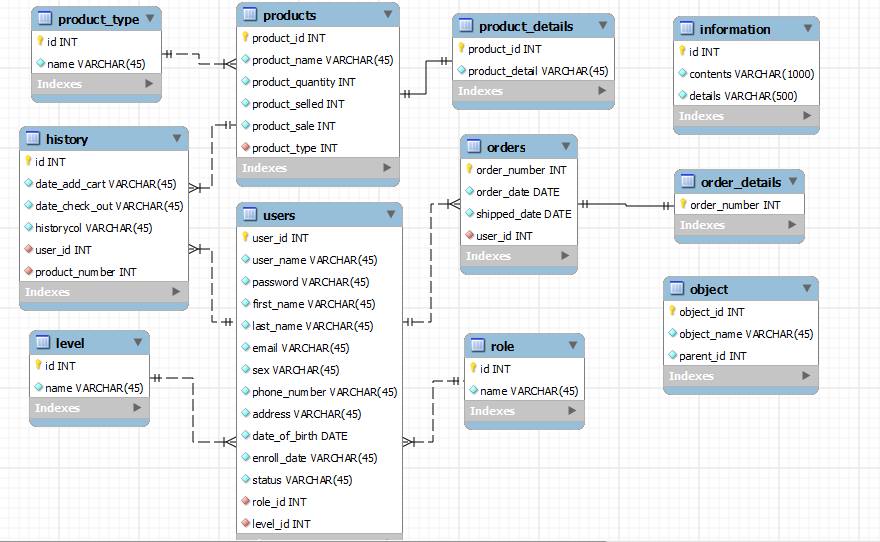 product_type
id INT
name VARCHAR(45)
Indexes
products
product_id INT
product_name VARCHAR(45)
product_quantity INT
product_selled INT
product_sale INT
product_type INT
Indexes
product_details
product_id INT
product_detail VARCHAR(45)
Indexes
information
id INT
contents VARCHAR(1000)
details VARCHAR(500)
Indexes
history
id INT
date_add_cart VARCHAR(45)
date_check_out VARCHAR(45)
historycol VARCHAR(45)
user_id INT
product_number INT
Indexes
users
user_id INT
user_name VARCHAR(45)
password VARCHAR(45)
first_name VARCHAR(45)
last_name VARCHAR(45)
email VARCHAR(45)
sex VARCHAR(45)
phone_number VARCHAR(45)
address VARCHAR(45)
date_of_birth DATE
enroll_date VARCHAR(45)
status VARCHAR(45)
role_id INT
level_id INT
orders
order_number INT
order_date DATE
shipped_date DATE
user_id INT
Indexes
order_details
order_number INT
Indexes
level
id INT
name VARCHAR(45)
Indexes
role
id INT
name VARCHAR(45)
Indexes
object
object_id INT
object_name VARCHAR(45)
parent_id INT
Indexes